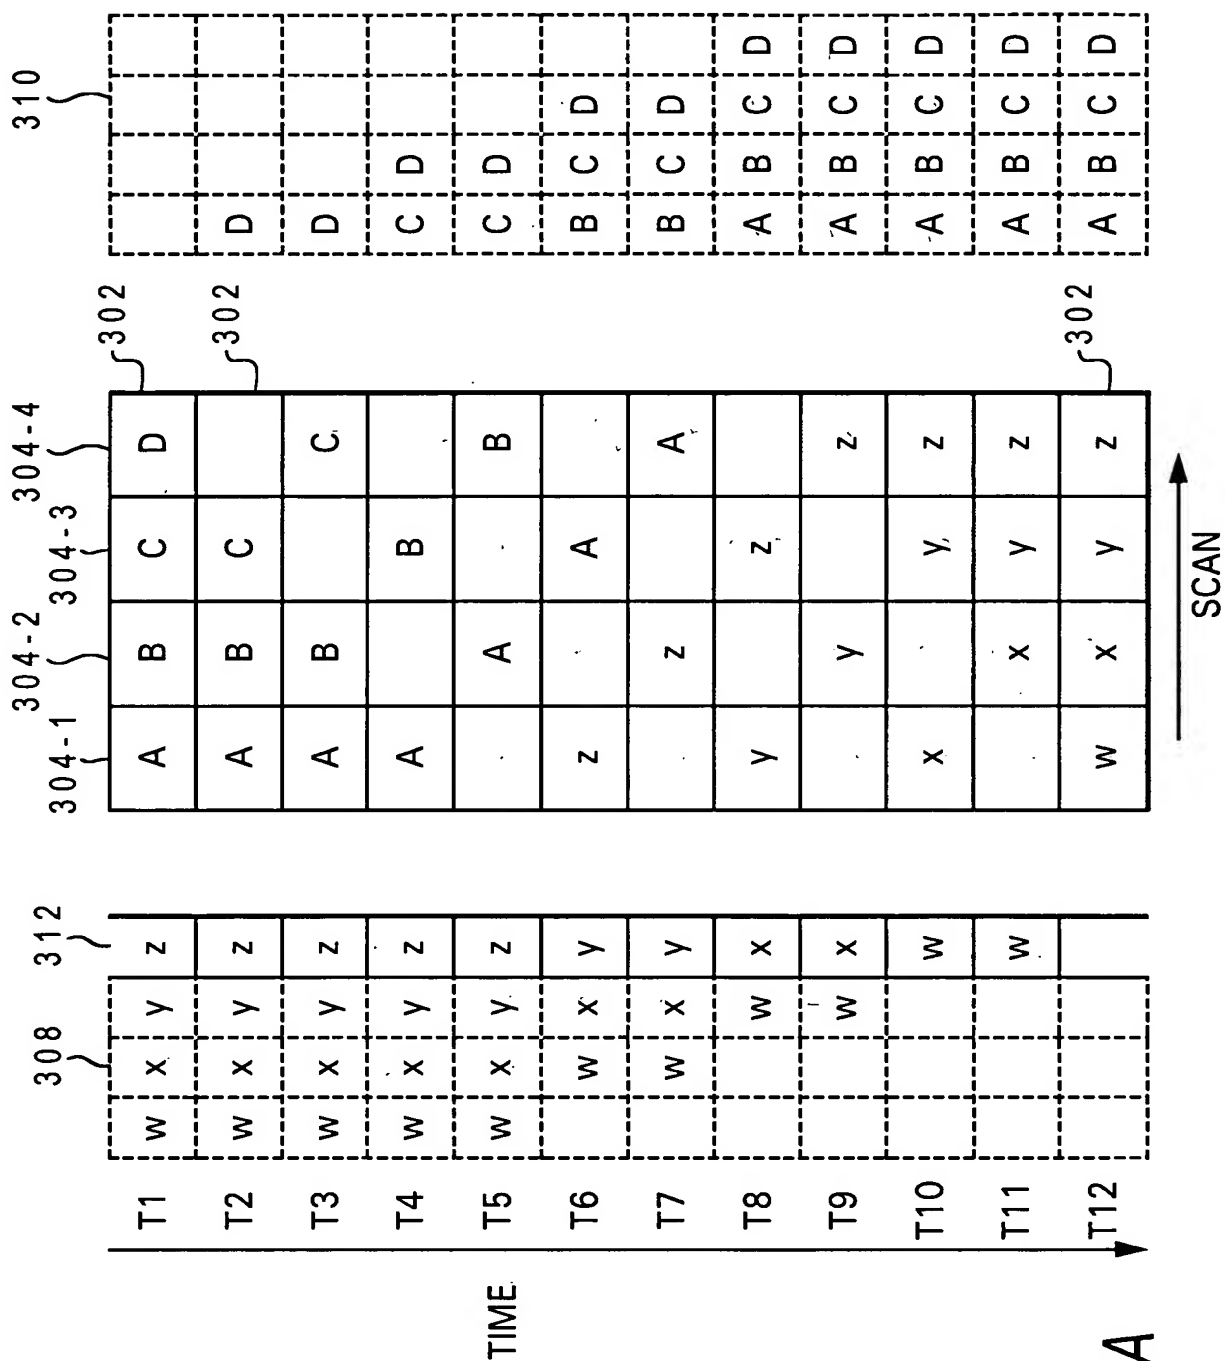 308 312 304-1 304-2 304-3 304-4 310
T1 w x y z A B C D 302
T2 w x y z A B C 302 D
T3 w x y z A B C D
T4 w x y z A B C D
TIME T5 w x y z A B C D
T6 w x y z A B C D
T7 w x y z A B C D
T8 w x y z A B C D
T9 w x y z A B C D
T10 w x y z A B C D
T11 w x y z A B C D
T12 w x y z 302 A B C D
SCAN
A